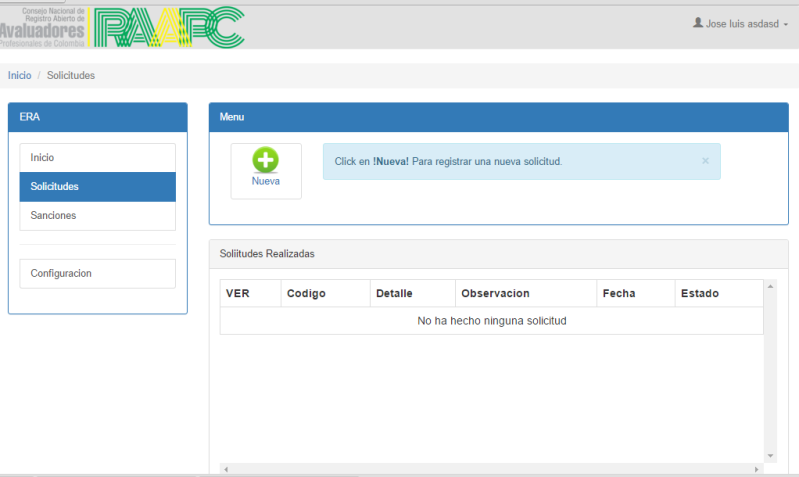 Consejo Nacional de
Registro Abierto de
Avaluadores
Profesionales de Colombia
RAAPC
Jose luis asdasd
Inicio / Solicitudes
ERA
Inicio
Solicitudes
Sanciones
Configuracion
Menu
Nueva
Click en !Nueva! Para registrar una nueva solicitud. ×
Soliitudes Realizadas
VER Codigo Detalle Observacion Fecha Estado
No ha hecho ninguna solicitud